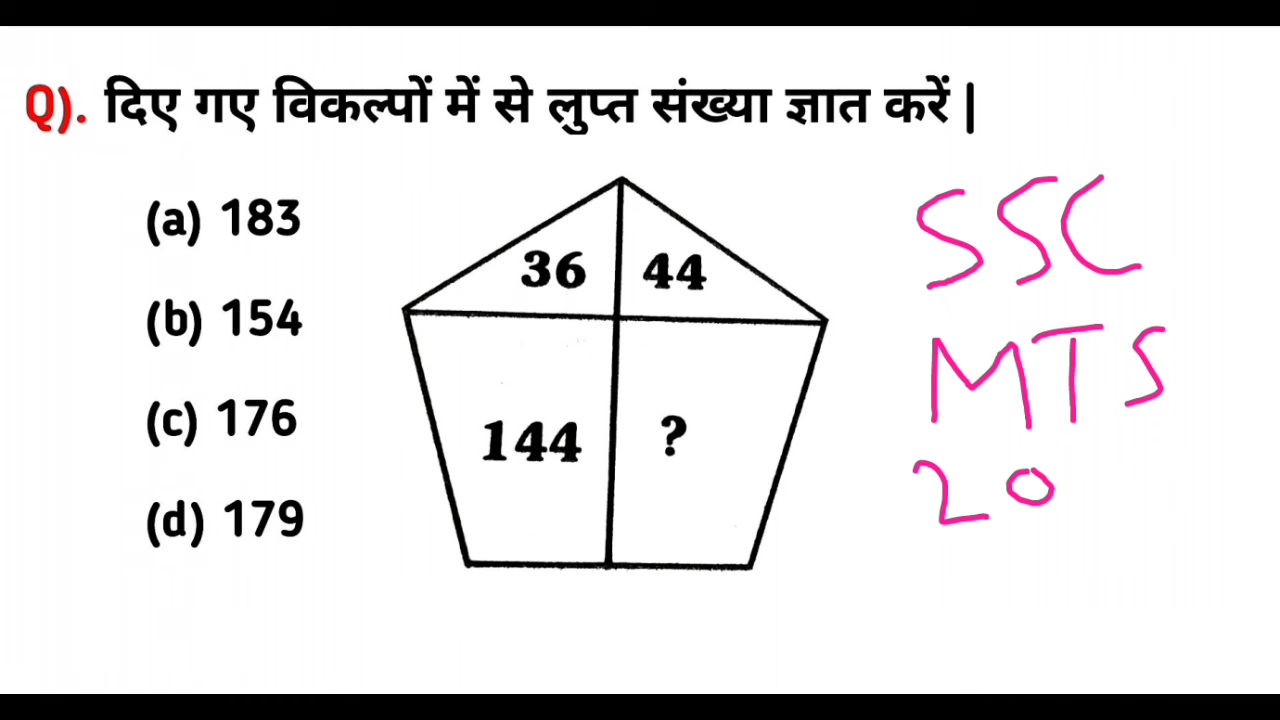 Q). दिए गए विकल्पों में से लुप्त संख्या ज्ञात करें |
(a) 183
(b) 154
(c) 176
(d) 179
36 44
144 ?
SSC
MTS
20